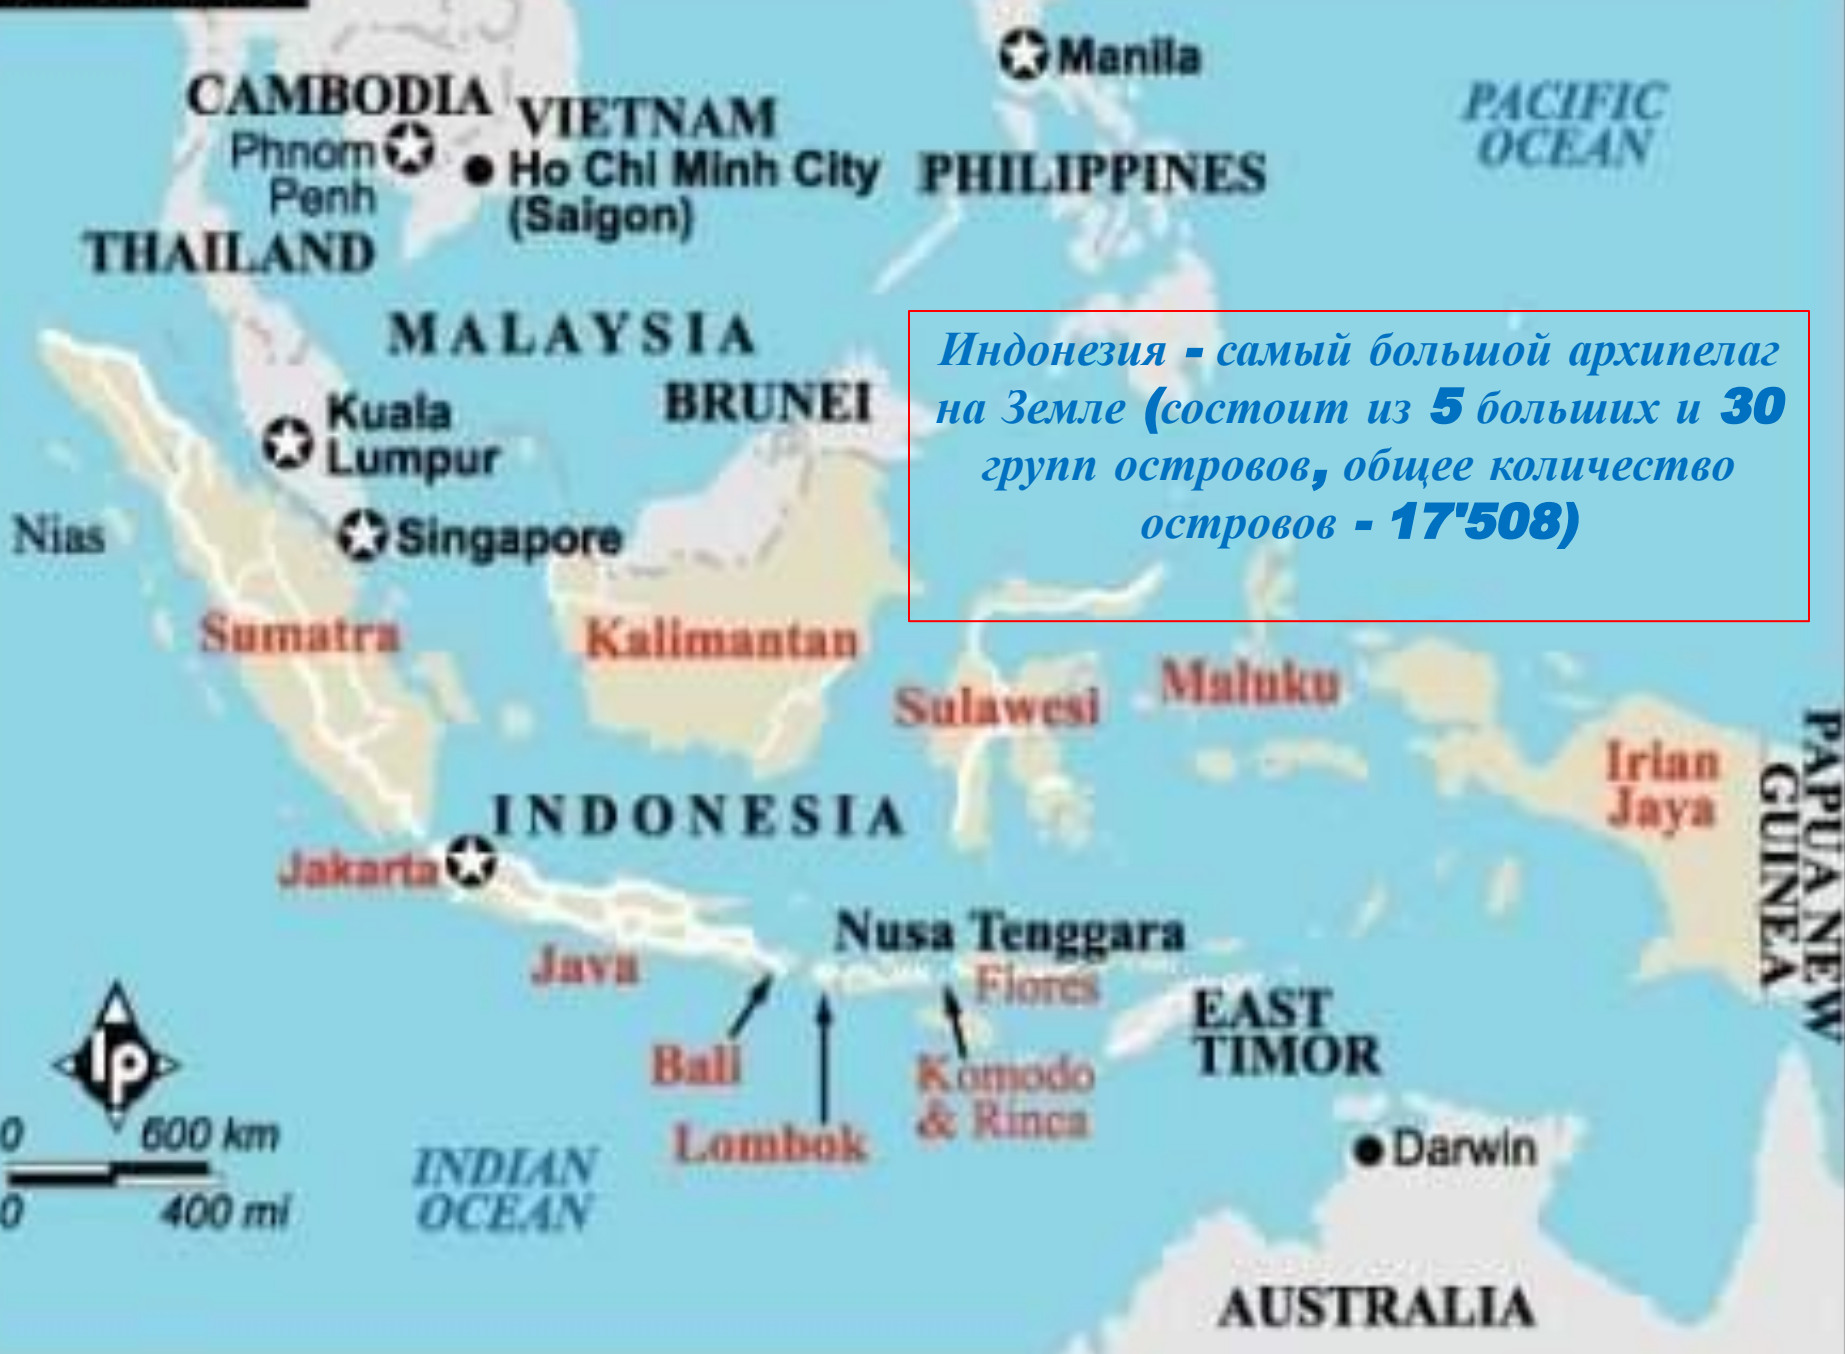 Manila
PACIFIC
OCEAN
CAMBODIA
VIETNAM
Phnom
Penh
Ho Chi Minh City
(Saigon)
PHILIPPINES
THAILAND
MALAYSIA
BRUNEI
Индонезия - самый большой архипелаг
на Земле (состоит из 5 больших и 30
групп островов, общее количество
островов - 17'508)
Kuala
Lumpur
Nias
Singapore
Sumatra
Kalimantan
Sulawesi
Maluku
Irian
Jaya
PAPUA NEW
GUINEA
INDONESIA
Jakarta
Java
Nusa Tenggara
Flores
EAST
TIMOR
Bali
Lombok
Komodo
& Rinca
lp
0 600 km
0 400 mi
INDIAN
OCEAN
Darwin
AUSTRALIA